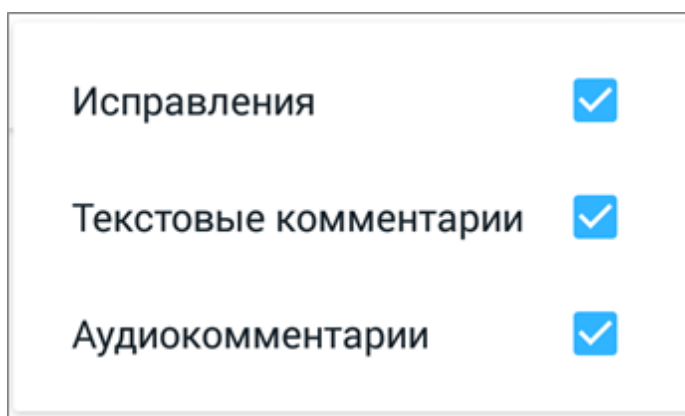 Исправления
Текстовые комментарии
Аудиокомментарии